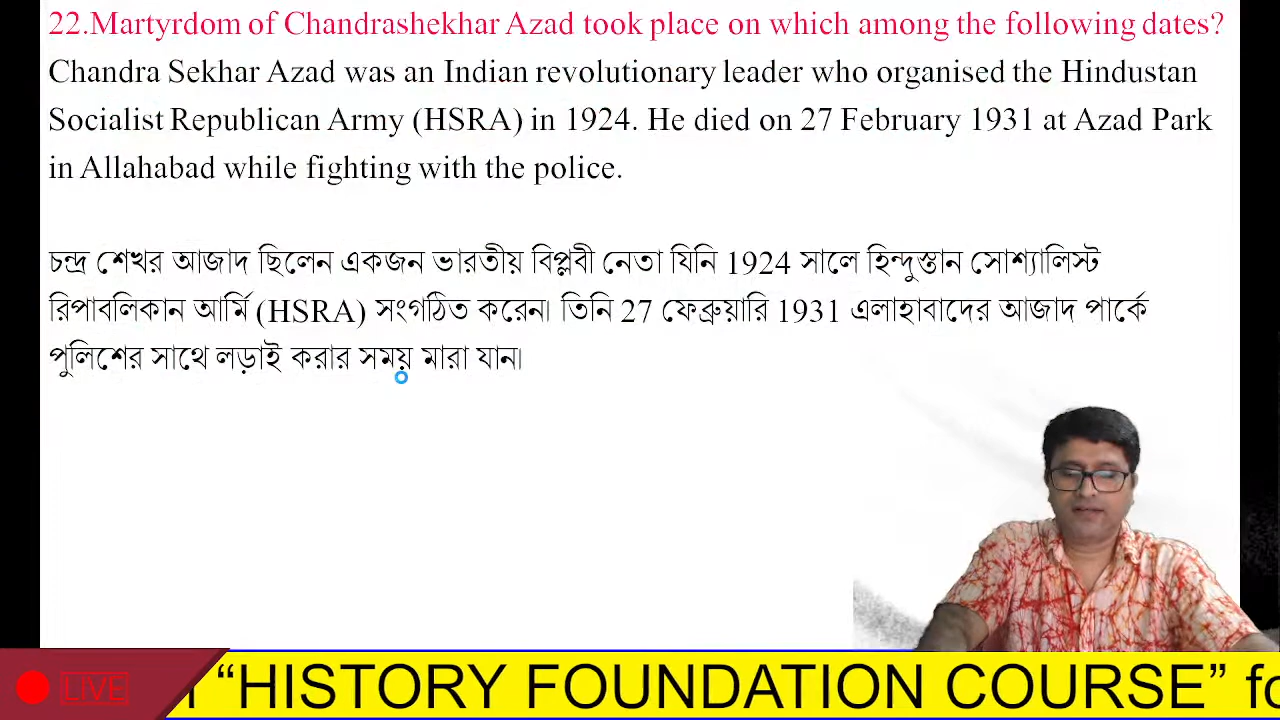 22.Martyrdom of Chandrashekhar Azad took place on which among the following dates?
Chandra Sekhar Azad was an Indian revolutionary leader who organised the Hindustan
Socialist Republican Army (HSRA) in 1924. He died on 27 February 1931 at Azad Park
in Allahabad while fighting with the police.
চন্দ্র শেখর আজাদ ছিলেন একজন ভারতীয় বিপ্লবী নেতা যিনি 1924 সালে হিন্দুস্তান সোশ্যালিস্ট
রিপাবলিকান আর্মি (HSRA) সংগঠিত করেন। তিনি 27 ফেব্রুয়ারি 1931 এলাহাবাদের আজাদ পার্কে
পুলিশের সাথে লড়াই করার সময় মারা যান।
LIVE
“HISTORY FOUNDATION COURSE”